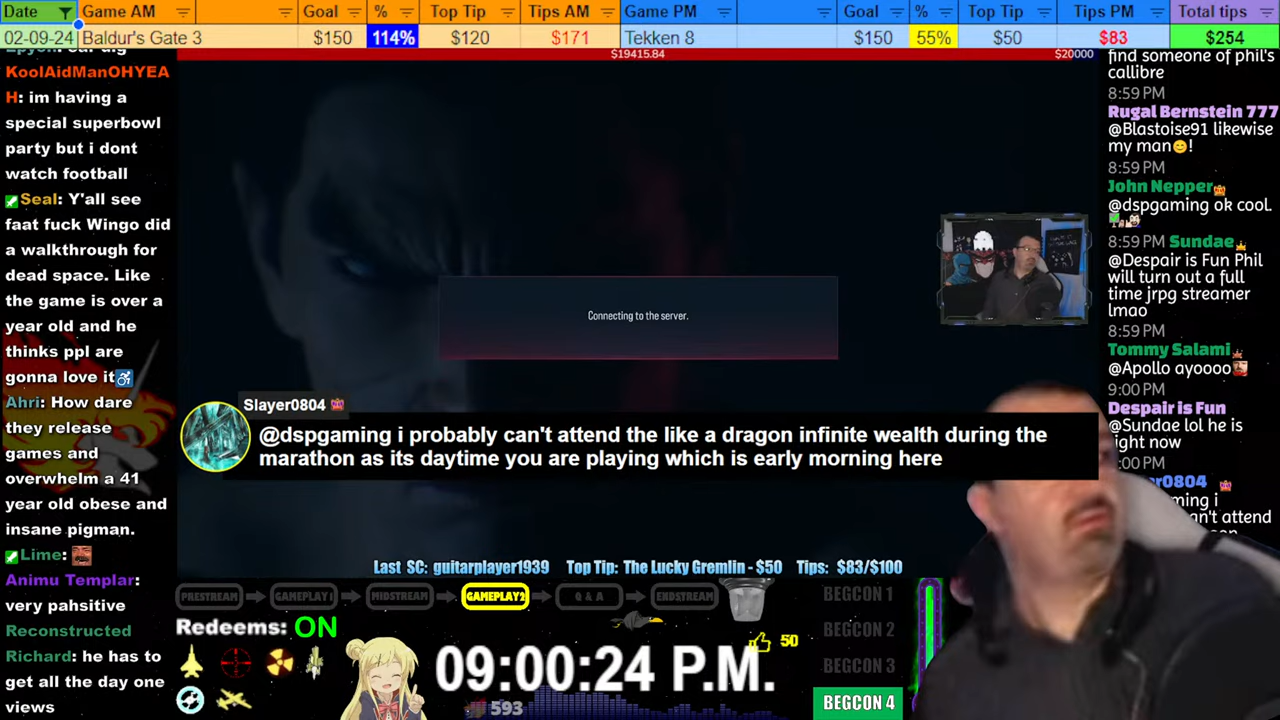 Date Game AM Goal % Top Tip Tips AM Game PM Goal % Top Tip Tips PM Total tips
02-09-24 Baldur's Gate 3 $150 114% $120 $171 Tekken 8 $150 55% $50 $83 $254
$19415.84 $20000
KoolAidManOHYEA
H: im having a
special superbowl
party but i dont
watch football
Seal: Y'all see
faat fuck Wingo did
a walkthrough for
dead space. Like
the game is over a
year old and he
thinks ppl are
gonna love it
Ahri: How dare
they release
games and
overwhelm a 41
year old obese and
insane pigman.
Lime:
Animu Templar:
very pahsitive
Reconstructed
Richard: he has to
get all the day one
views
Connecting to the server.
Slayer0804
@dspgaming i probably can't attend the like a dragon infinite wealth during the
marathon as its daytime you are playing which is early morning here
find someone of phil's
callibre
8:59 PM
Rugal Bernstein 777
@Blastoise91 likewise
my man😊!
8:59 PM
John Nepper
@dspgaming ok cool.
8:59 PM Sundae
@Despair is Fun Phil
will turn out a full
time jrpg streamer
lmao
8:59 PM
Tommy Salami
@Apollo ayoooo
9:00 PM
Despair is Fun
@Sundae lol he is
right now
:00 PM
r0804
ming i
an't attend
Last SC: guitarplayer1939 Top Tip: The Lucky Gremlin - $50 Tips: $83/$100
PRESTREAM GAMEPLAY1 MIDSTREAM GAMEPLAY2 Q & A ENDSTREAM
Redeems: ON
50
09:00:24 P.M.
593
BEGCON 1
BEGCON 2
BEGCON 3
BEGCON 4